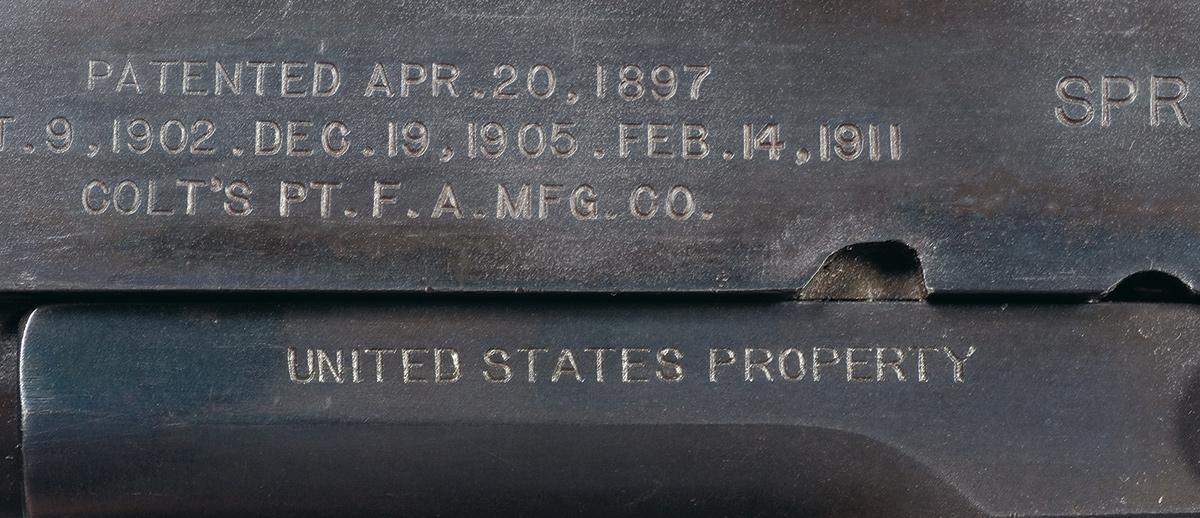 PATENTED APR.20,1897
T.9,1902.DEC.19,1905.FEB.14,1911
COLT'S PT.F.A.MFG.CO.
SPR
UNITED STATES PROPERTY